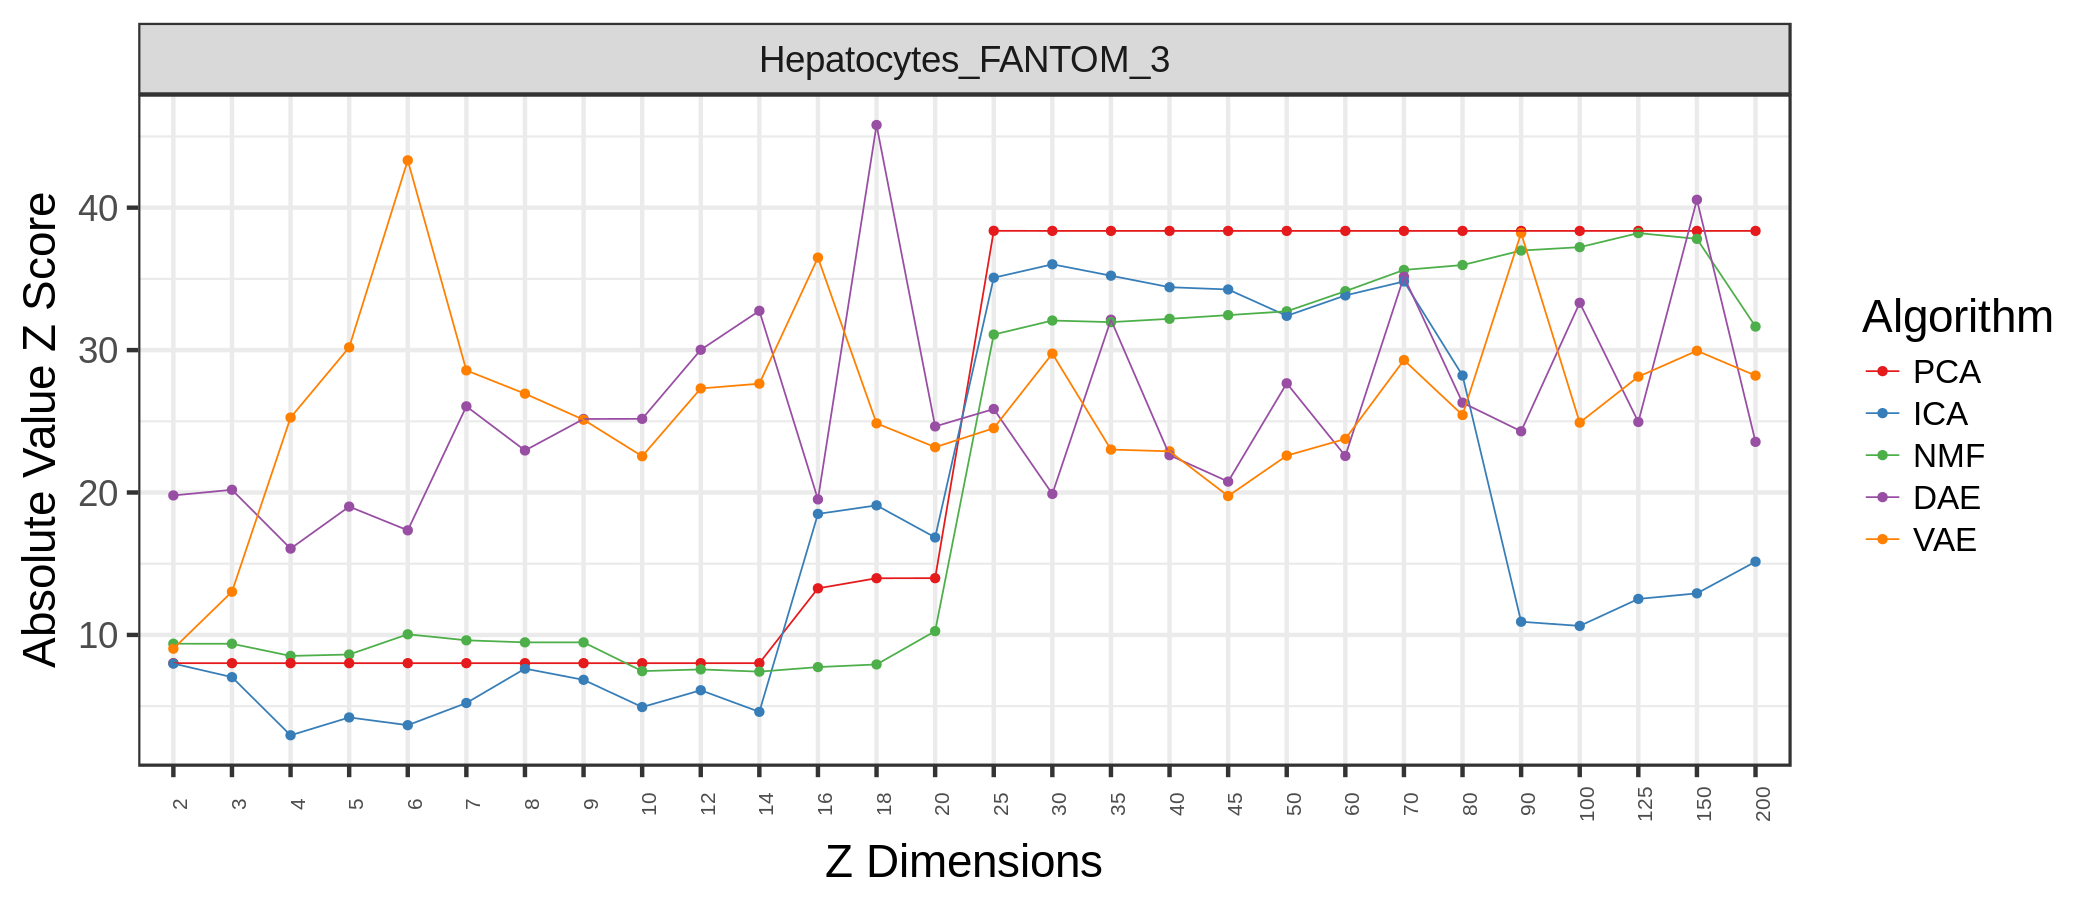 Hepatocytes_FANTOM_3
Absolute Value Z Score
40
30
20
10
2 3 4 5 6 7 8 9 10 12 14 16 18 20 25 30 35 40 45 50 60 70 80 90 100 125 150 200
Z Dimensions
Algorithm
PCA
ICA
NMF
DAE
VAE